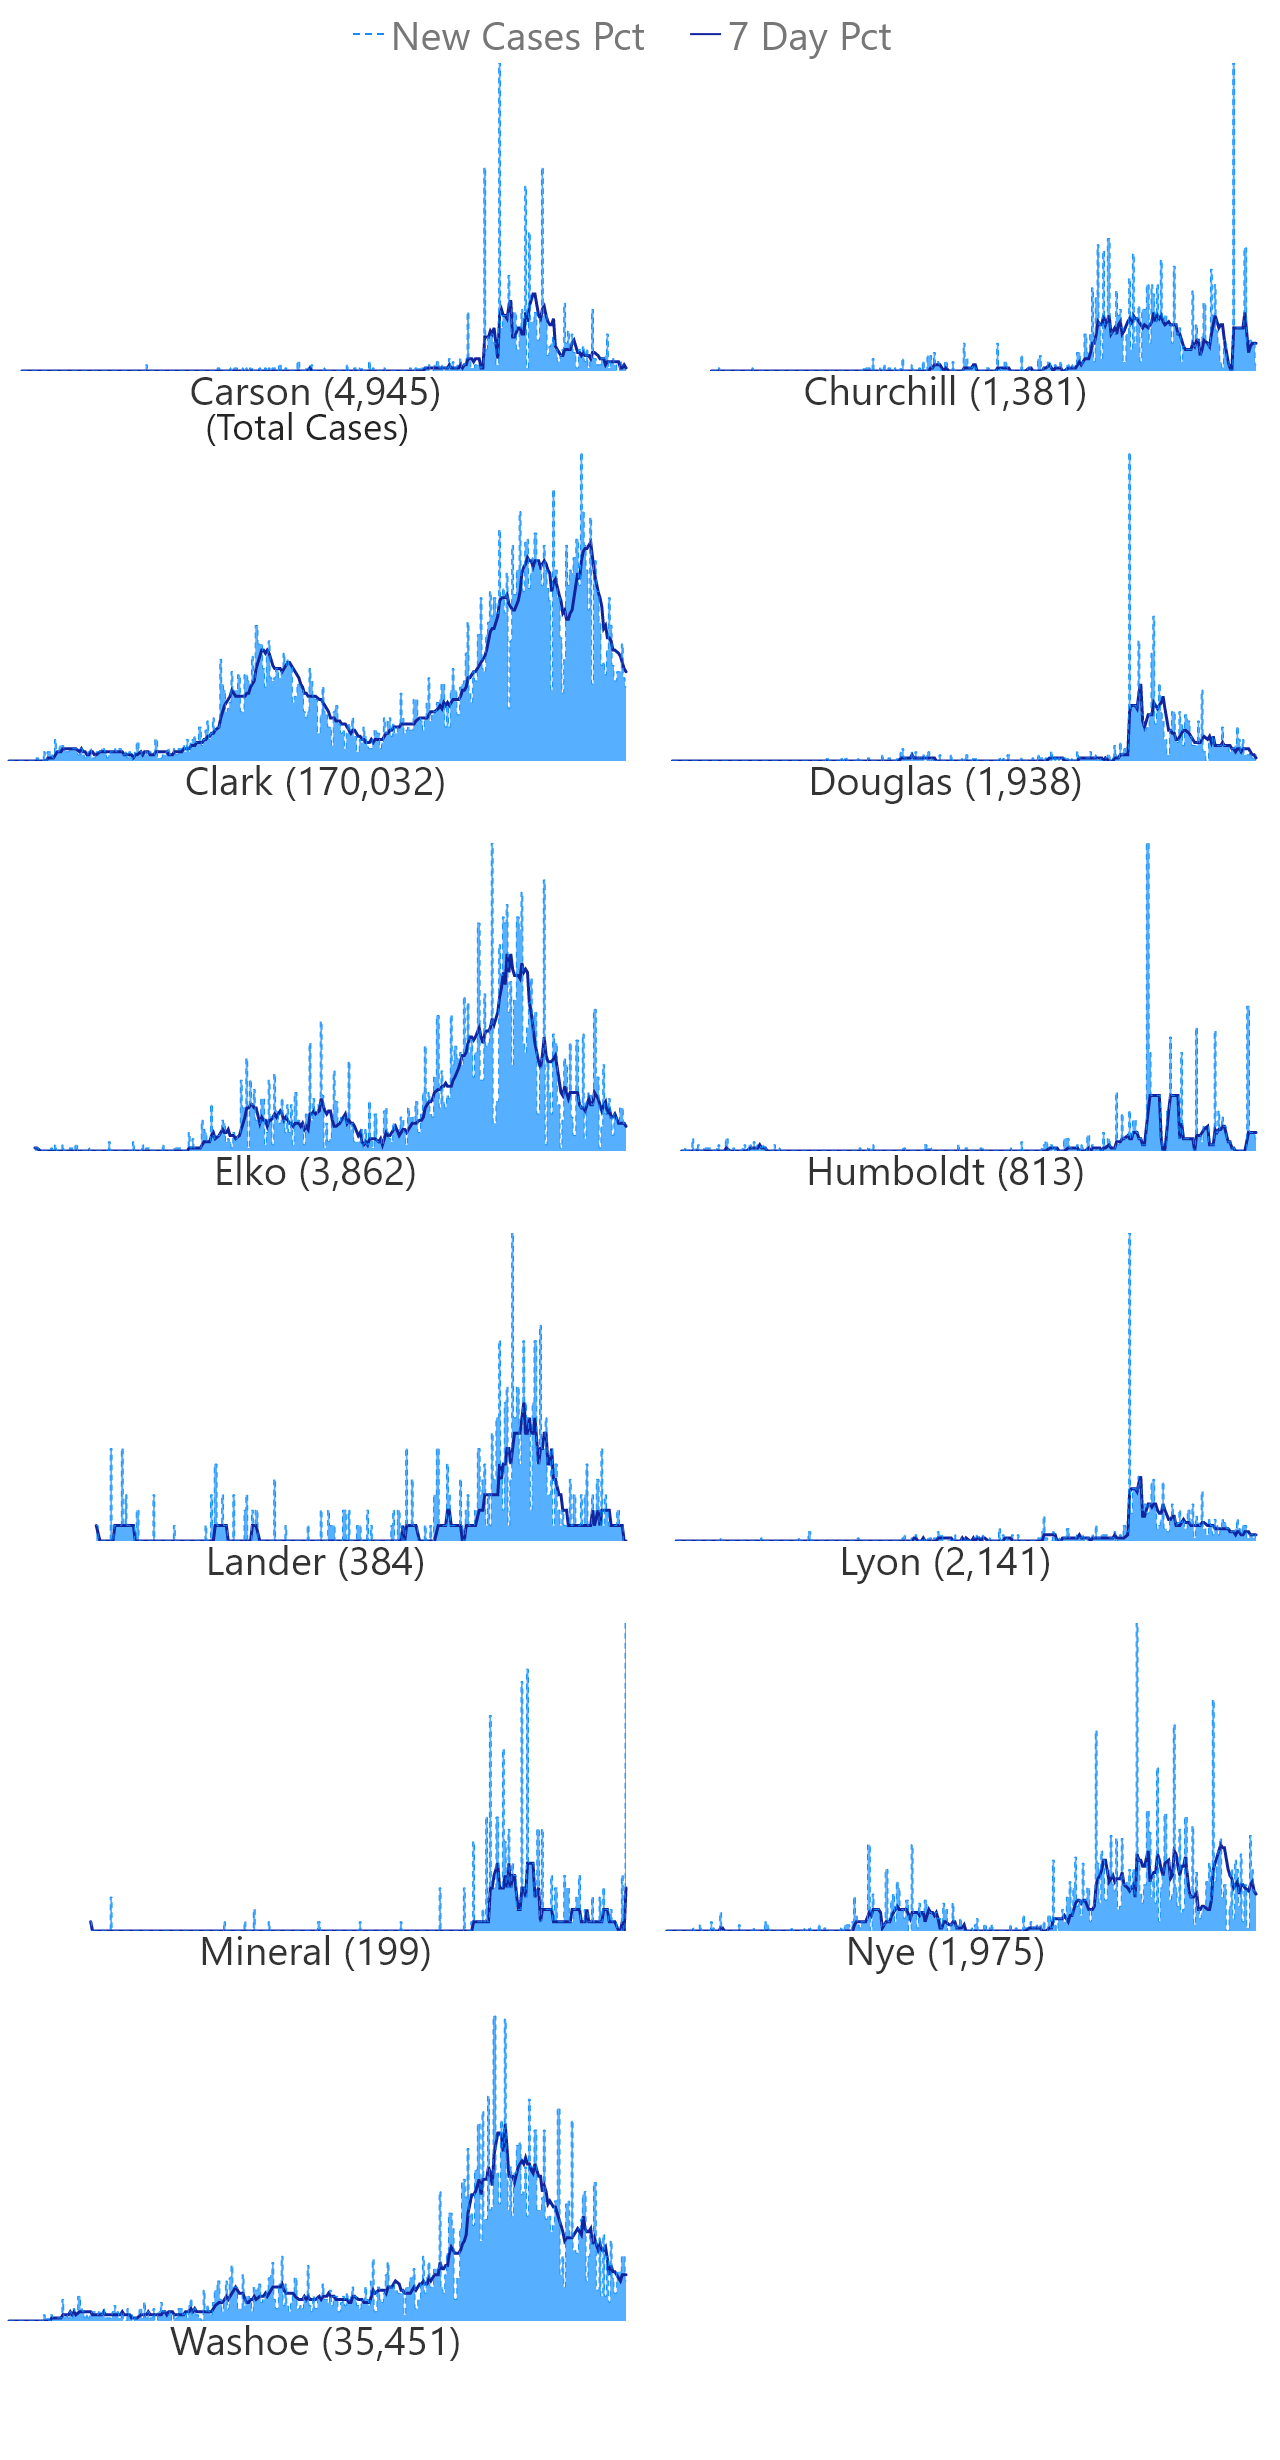 New Cases Pct 7 Day Pct
Carson (4,945) Churchill (1,381)
(Total Cases)
Clark (170,032) Douglas (1,938)
Elko (3,862) Humboldt (813)
Lander (384) Lyon (2,141)
Mineral (199) Nye (1,975)
Washoe (35,451)